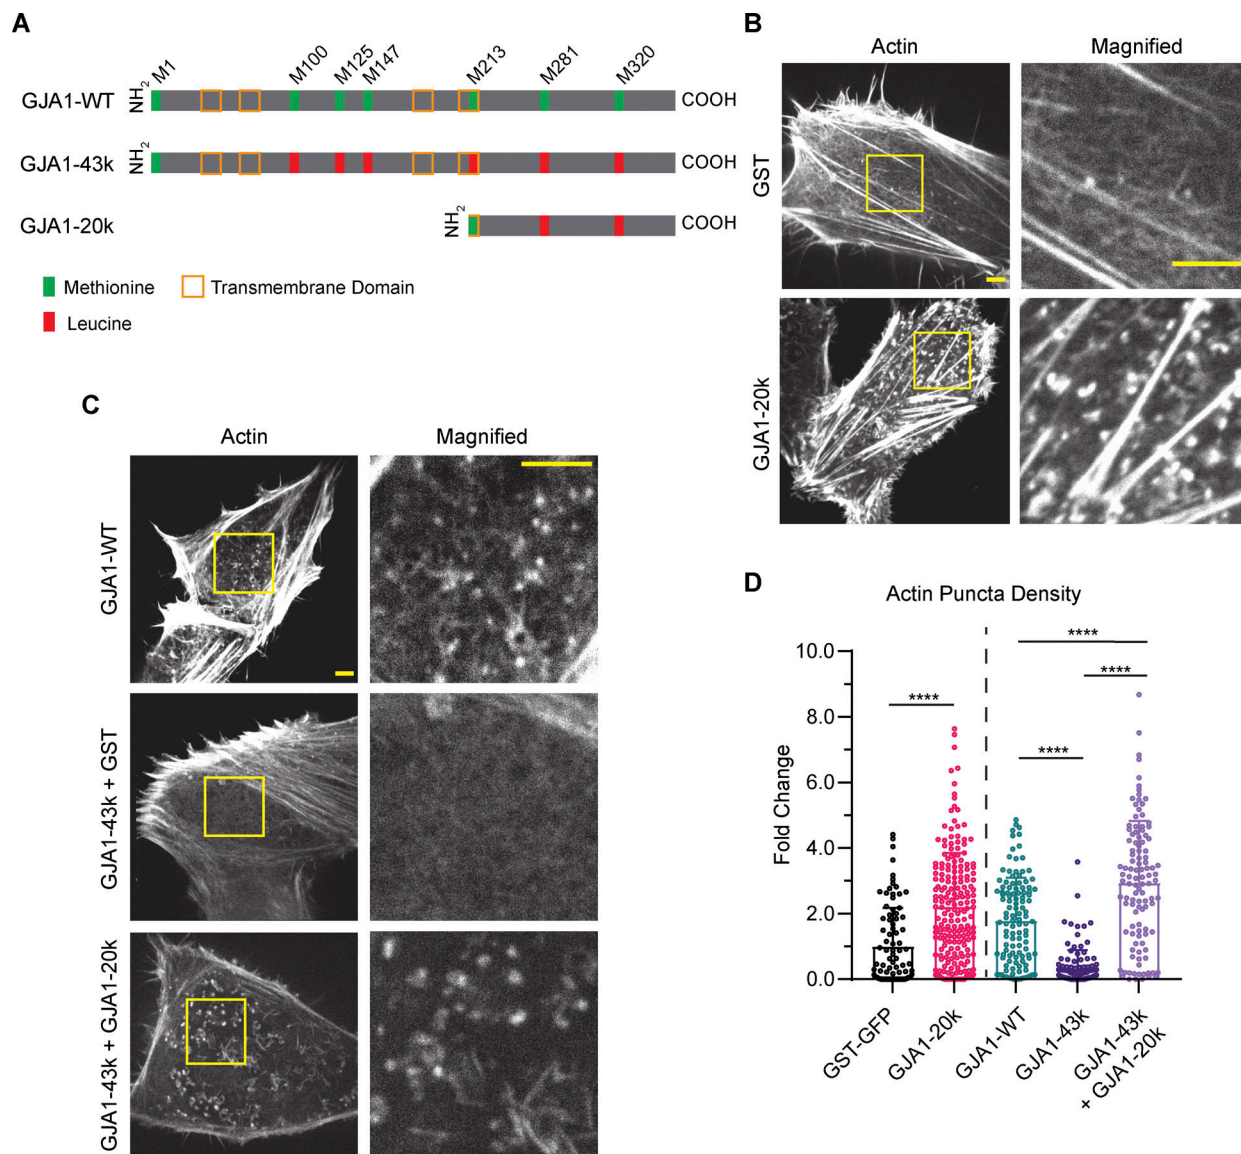 A
M1
M100
M125
M147
M213
M281
M320
GJA1-WT
NH2
COOH
GJA1-43k
NH2
COOH
GJA1-20k
NH2
COOH
Methionine
Transmembrane Domain
Leucine
B
Actin
Magnified
GST
GJA1-20k
C
Actin
Magnified
GJA1-WT
GJA1-43k + GST
GJA1-43k + GJA1-20k
D
Actin Puncta Density
Fold Change
10.0
8.0
6.0
4.0
2.0
0.0
****
****
****
****
GST-GFP
GJA1-20k
GJA1-WT
GJA1-43k
GJA1-43k
+ GJA1-20k